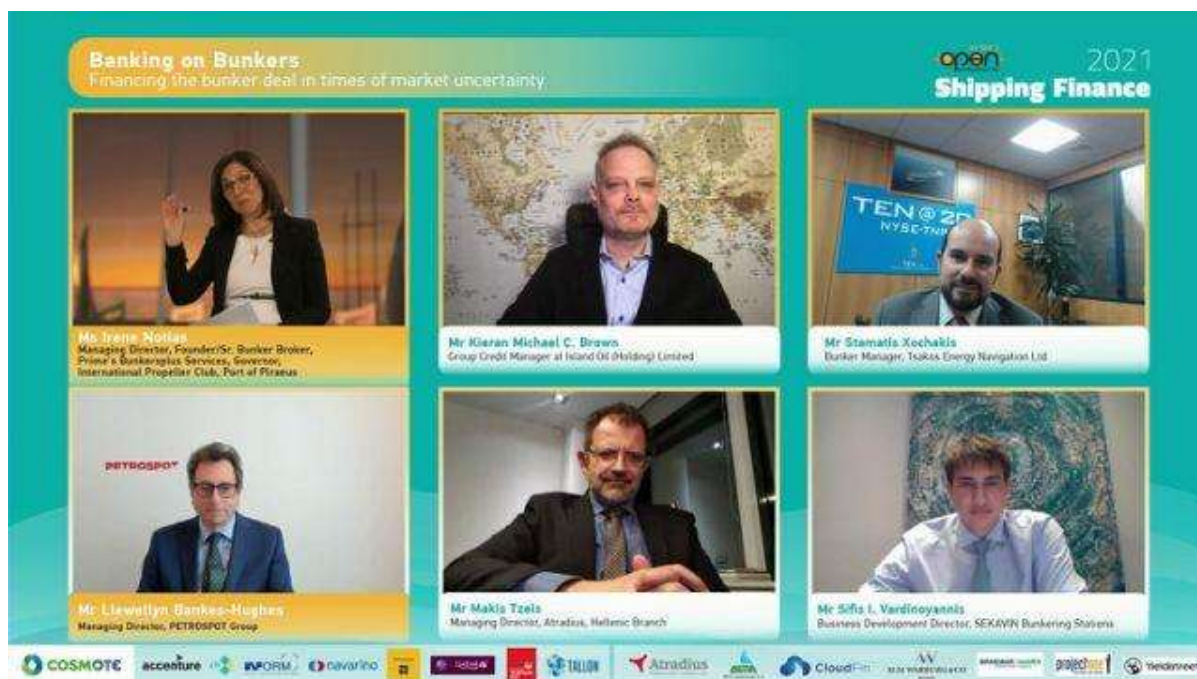 Banking on Bunkers
Financing the bunker deal in times of market uncertainty
open
2021
Shipping Finance
TEN @ 20
NYSE-TNP
Ms Irene Notias
Managing Director, Founder/Sr. Bunker Broker,
Prime's Bunkersplus Services, Governor,
International Propeller Club, Port of Piraeus
Mr Kieran Michael C. Brown
Group Credit Manager at Island Oil (Holding) Limited
Mr Stamatis Xochakis
Bunker Manager, Tsakos Energy Navigation Ltd
PETROSPOT
Mr Llewellyn Bankes-Hughes
Managing Director, PETROSPOT Group
Mr Makis Tzeis
Managing Director, Atradius, Hellenic Branch
Mr Sifis I. Vardinoyannis
Business Development Director, SEKAVIN Bunkering Stations
COSMOTE
accenture
INFORM
navarino
TALLON
Atradius
CloudFin